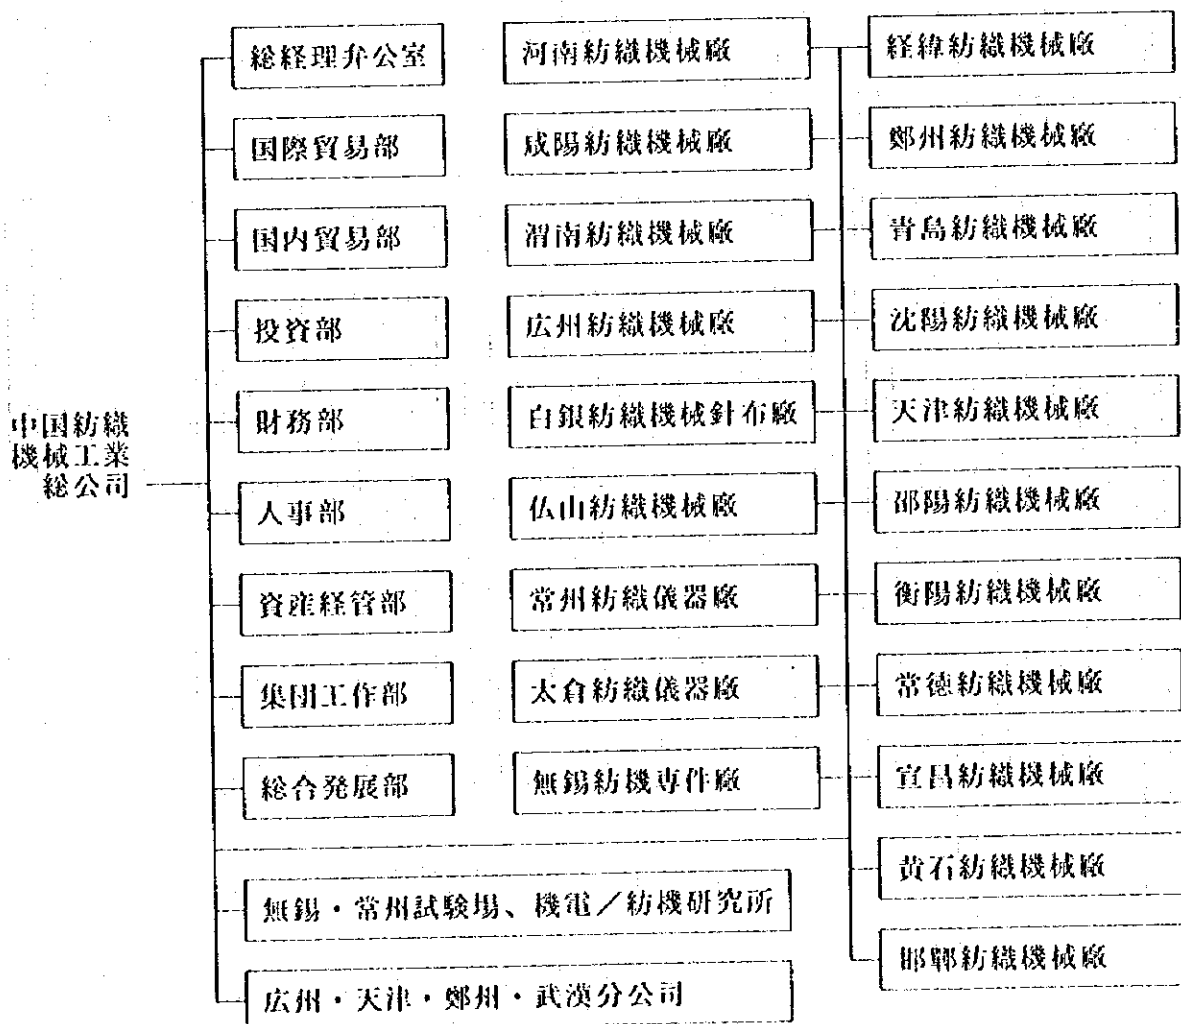 中国紡織
機械工業
総公司
総経理弁公室
国際貿易部
国内貿易部
投資部
財務部
人事部
資産経管部
集団工作部
総合発展部
無錫・常州試験場、機電／紡機研究所
広州・天津・鄭州・武漢分公司
河南紡織機械廠
咸陽紡織機械廠
渭南紡織機械廠
広州紡織機械廠
白銀紡織機械針布廠
仏山紡織機械廠
常州紡織儀器廠
太倉紡織儀器廠
無錫紡機専件廠
経緯紡織機械廠
鄭州紡織機械廠
青島紡織機械廠
沈陽紡織機械廠
天津紡織機械廠
邵陽紡織機械廠
衡陽紡織機械廠
常徳紡織機械廠
宜昌紡織機械廠
黄石紡織機械廠
邯鄲紡織機械廠